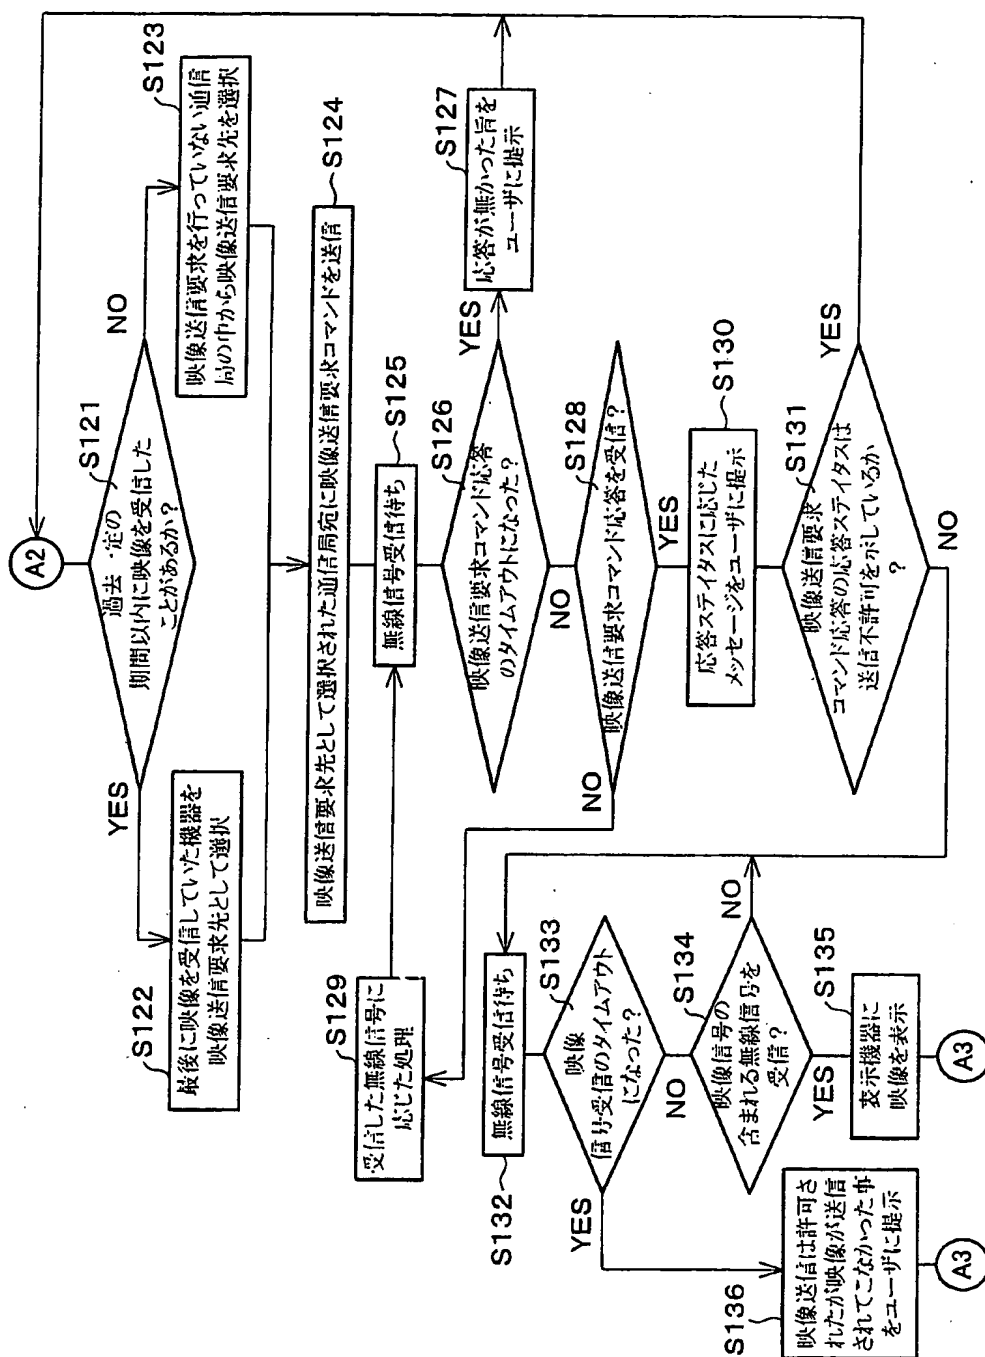 A2
S121
過去一定の
期間以内に映像を受信した
ことがあるか?
YES
NO
S122
最後に映像を受信していた機器を
映像送信要求先として選択
S123
映像送信要求を行っていない通信
局の中から映像送信要求先を選択
S124
映像送信要求先として選択された通信局宛に映像送信要求コマンドを送信
S125
無線信号受信待ち
S126
映像送信要求コマンド応答
のタイムアウトになった?
YES
NO
S127
応答が無かった旨を
ユーザに提示
S128
映像送信要求コマンド応答を受信?
NO
YES
S129
受信した無線信号に
応じた処理
S130
応答ステイタスに応じた
メッセージをユーザに提示
S131
映像送信要求
コマンド応答の応答ステイタスは
送信不許可を示しているか
?
YES
NO
S132
無線信号受信待ち
S133
映像
信号受信のタイムアウト
になった?
YES
NO
S134
映像信号の
含まれる無線信号を
受信?
NO
YES
S135
表示機器に
映像を表示
A3
S136
映像送信は許可さ
れたが映像が送信
されてこなかった事
をユーザに提示
A3